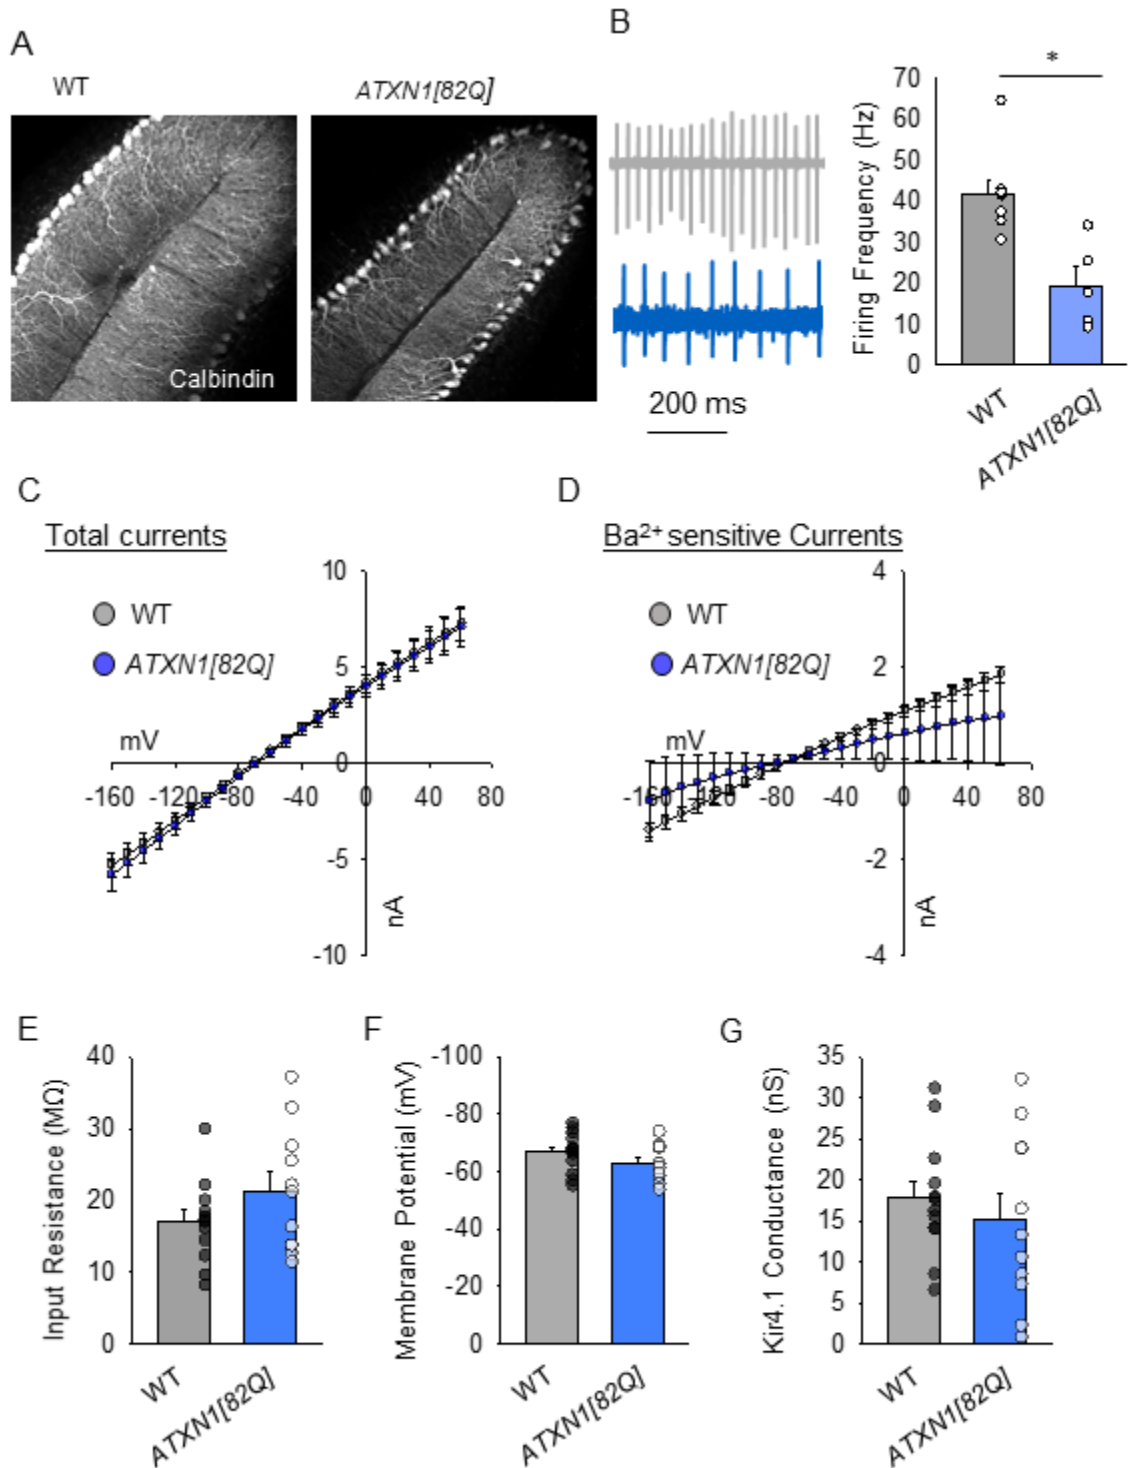 A
WT
ATXN1[82Q]
Calbindin
B
200 ms
*
Firing Frequency (Hz)
70
60
50
40
30
20
10
0
WT
ATXN1[82Q]
C
Total currents
WT
ATXN1[82Q]
mV
10
5
0
-5
-10
-160 -120 -80 -40 0 40 80
nA
D
Ba²⁺ sensitive Currents
WT
ATXN1[82Q]
mV
4
2
0
-2
-4
-160 -120 -80 -40 0 40 80
nA
E
Input Resistance (MΩ)
40
30
20
10
0
WT
ATXN1[82Q]
F
Membrane Potential (mV)
-100
-80
-60
-40
-20
0
WT
ATXN1[82Q]
G
Kir4.1 Conductance (nS)
35
30
25
20
15
10
5
0
WT
ATXN1[82Q]